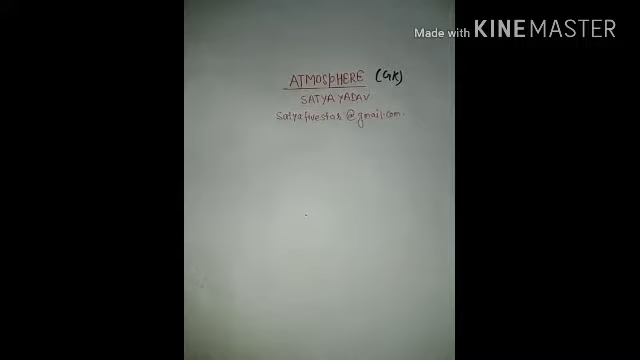 Made with KINEMASTER
ATMOSPHERE (GK)
SATYA YADAV
Satyafivestar@gmail.com.